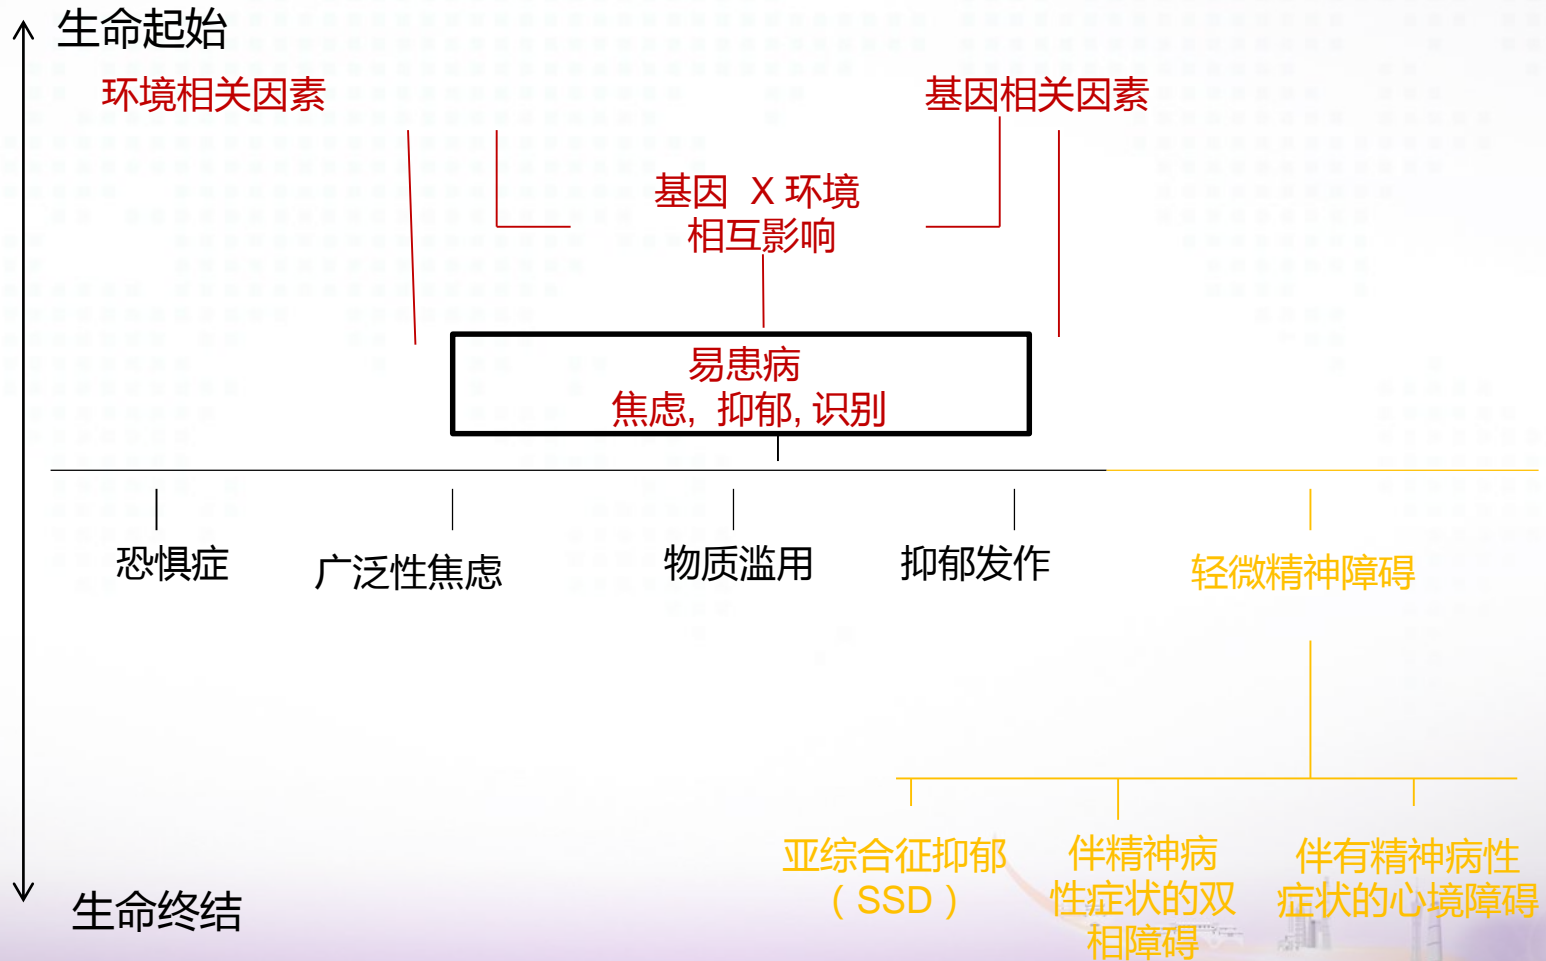 生命起始
环境相关因素
基因相关因素
基因 X 环境
相互影响
易患病
焦虑, 抑郁, 识别
恐惧症
广泛性焦虑
物质滥用
抑郁发作
轻微精神障碍
亚综合征抑郁
（SSD）
伴精神病
性症状的双
相障碍
伴有精神病性
症状的心境障碍
生命终结